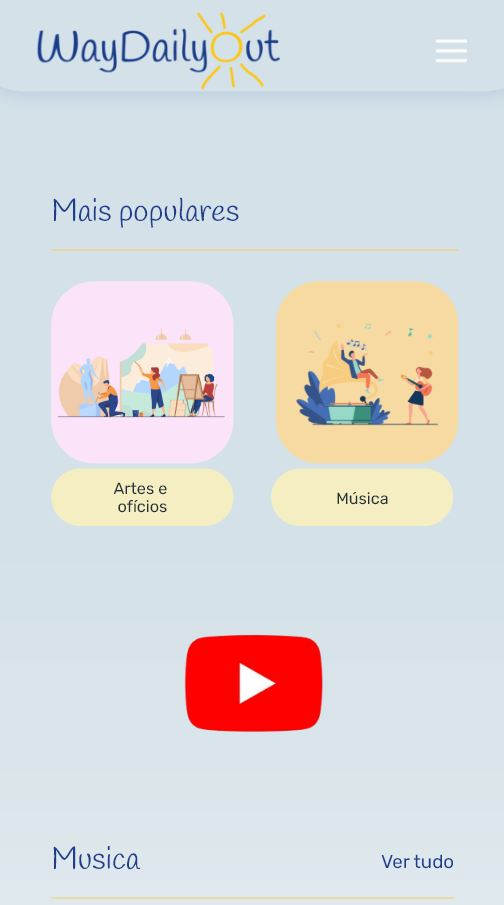 WayDailyOut
Mais populares
Artes e
ofícios
Música
Musica
Ver tudo